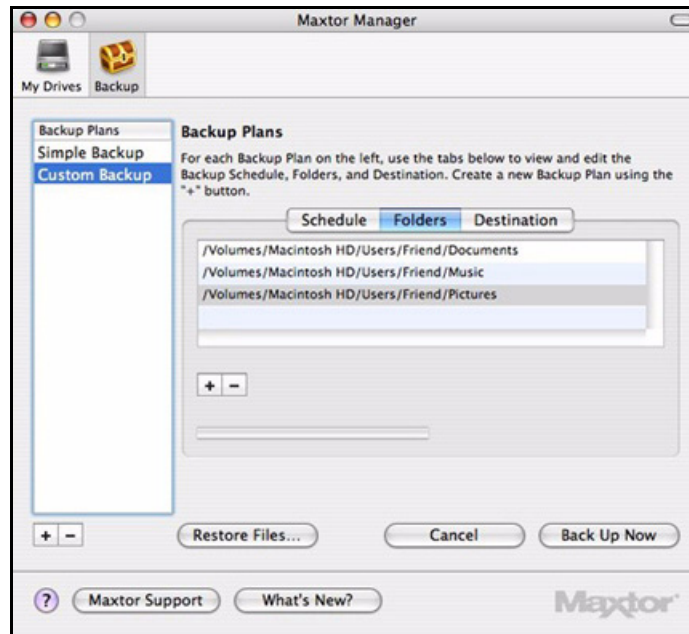 Maxtor Manager
My Drives
Backup
Backup Plans
Simple Backup
Custom Backup
Backup Plans
For each Backup Plan on the left, use the tabs below to view and edit the
Backup Schedule, Folders, and Destination. Create a new Backup Plan using the
"+" button.
Schedule Folders Destination
/Volumes/Macintosh HD/Users/Friend/Documents
/Volumes/Macintosh HD/Users/Friend/Music
/Volumes/Macintosh HD/Users/Friend/Pictures
+ −
+ −
Restore Files... Cancel Back Up Now
? Maxtor Support What's New? Maxtor